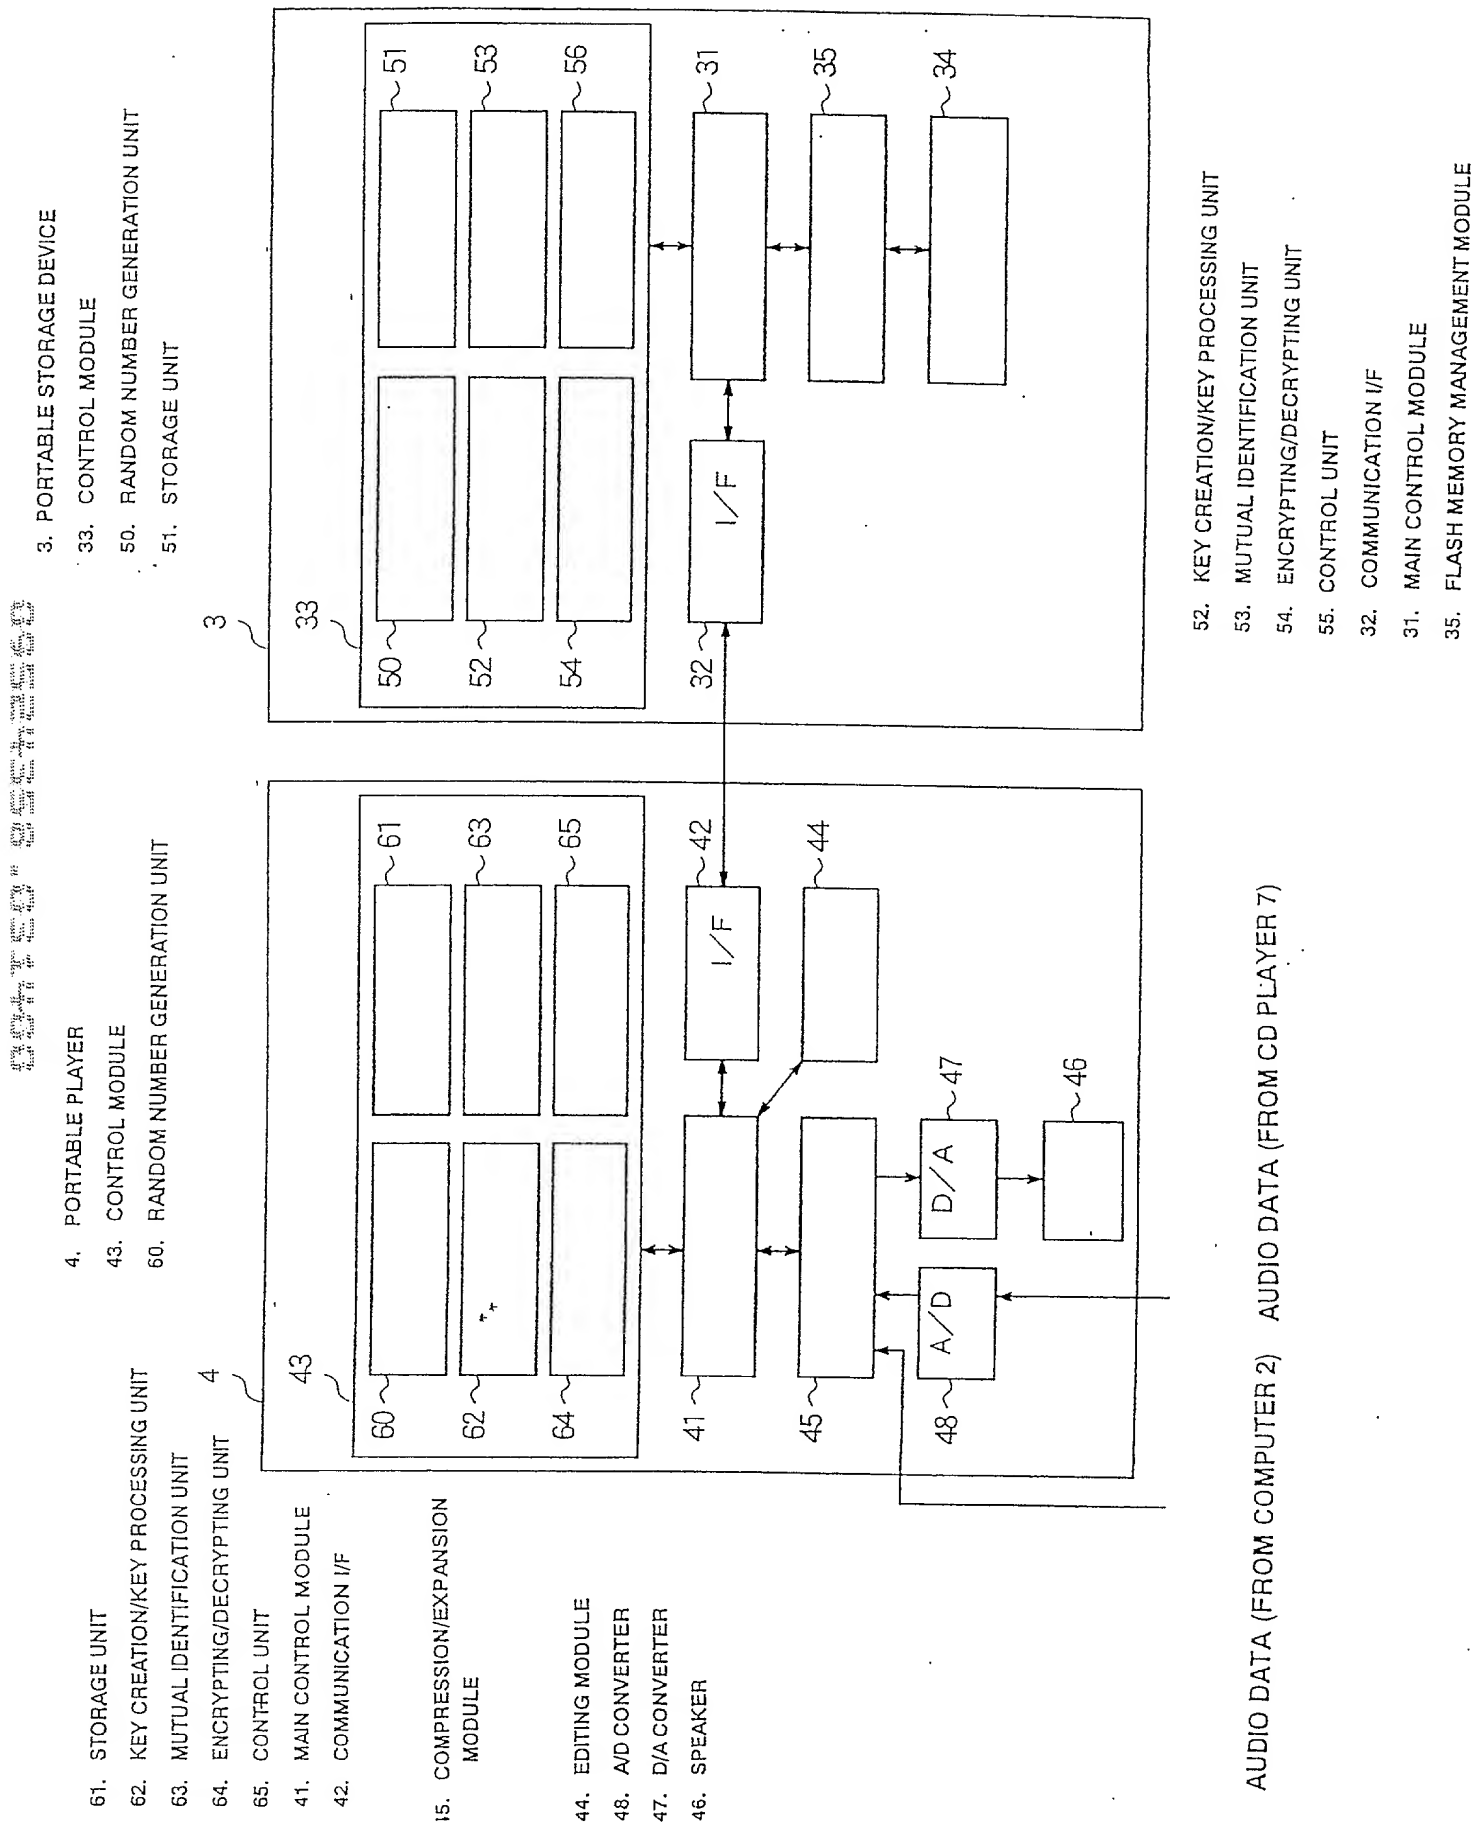 61. STORAGE UNIT
62. KEY CREATION/KEY PROCESSING UNIT
63. MUTUAL IDENTIFICATION UNIT
64. ENCRYPTING/DECRYPTING UNIT
65. CONTROL UNIT
41. MAIN CONTROL MODULE
42. COMMUNICATION I/F
15. COMPRESSION/EXPANSION
MODULE
44. EDITING MODULE
48. A/D CONVERTER
47. D/A CONVERTER
46. SPEAKER
4. PORTABLE PLAYER
43. CONTROL MODULE
60. RANDOM NUMBER GENERATION UNIT
3. PORTABLE STORAGE DEVICE
33. CONTROL MODULE
50. RANDOM NUMBER GENERATION UNIT
51. STORAGE UNIT
4
43
60
61
62
63
64
65
41
I/F
42
44
45
48
A/D
D/A
47
46
3
33
50
51
52
53
54
56
32
I/F
31
35
34
AUDIO DATA (FROM COMPUTER 2)
AUDIO DATA (FROM CD PLAYER 7)
52. KEY CREATION/KEY PROCESSING UNIT
53. MUTUAL IDENTIFICATION UNIT
54. ENCRYPTING/DECRYPTING UNIT
55. CONTROL UNIT
32. COMMUNICATION I/F
31. MAIN CONTROL MODULE
35. FLASH MEMORY MANAGEMENT MODULE